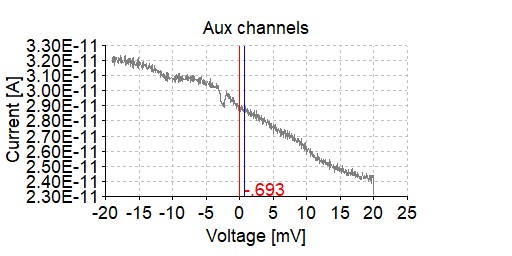 Aux channels
Current [A]
3.30E-11
3.20E-11
3.10E-11
3.00E-11
2.90E-11
2.80E-11
2.70E-11
2.60E-11
2.50E-11
2.40E-11
2.30E-11
-.693
-20 -15 -10 -5 0 5 10 15 20 25
Voltage [mV]